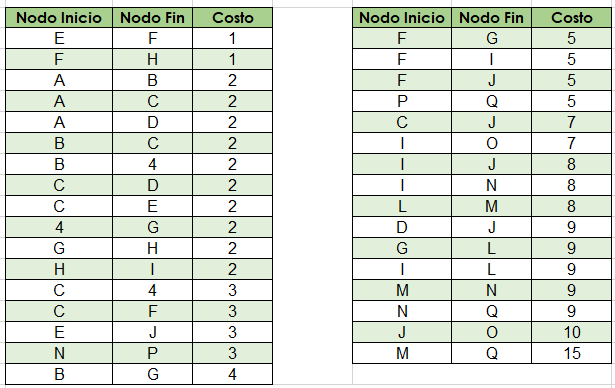 Nodo Inicio Nodo Fin Costo
E F 1
F H 1
A B 2
A C 2
A D 2
B C 2
B 4 2
C D 2
C E 2
4 G 2
G H 2
H I 2
C 4 3
C F 3
E J 3
N P 3
B G 4
Nodo Inicio Nodo Fin Costo
F G 5
F I 5
F J 5
P Q 5
C J 7
I O 7
I J 8
I N 8
L M 8
D J 9
G L 9
I L 9
M N 9
N Q 9
J O 10
M Q 15